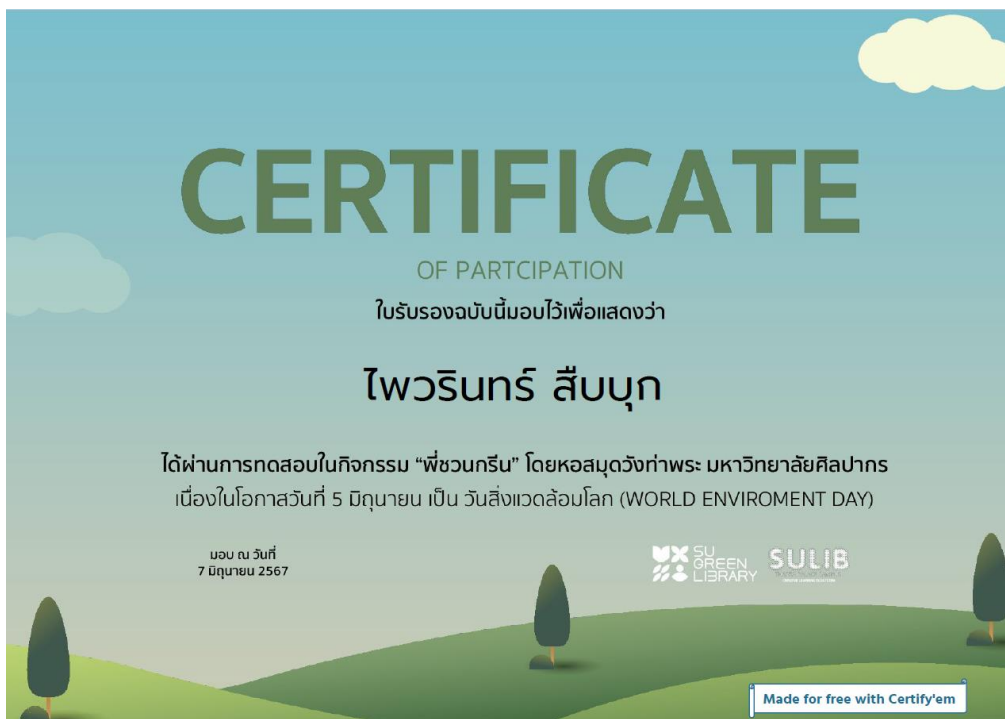 CERTIFICATE
OF PARTCIPATION
ใบรับรองฉบับนี้มอบไว้เพื่อแสดงว่า
ไพวรินทร์ สืบบุก
ได้ผ่านการทดสอบในกิจกรรม “พี่ชวนกรีน” โดยหอสมุดวังท่าพระ มหาวิทยาลัยศิลปากร
เนื่องในโอกาสวันที่ 5 มิถุนายน เป็น วันสิ่งแวดล้อมโลก (WORLD ENVIROMENT DAY)
มอบ ณ วันที่
7 มิถุนายน 2567
SU
GREEN
LIBRARY
SULIB
Made for free with Certify'em